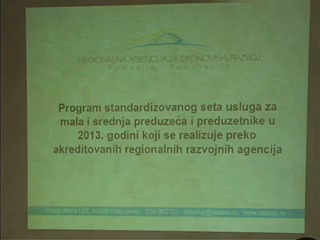 REGIONALNA AGENCIJA ZA EKONOMSKI RAZVOJ
Program standardizovanog seta usluga za
mala i srednja preduzeća i preduzetnike u
2013. godini koji se realizuje preko
akreditovanih regionalnih razvojnih agencija